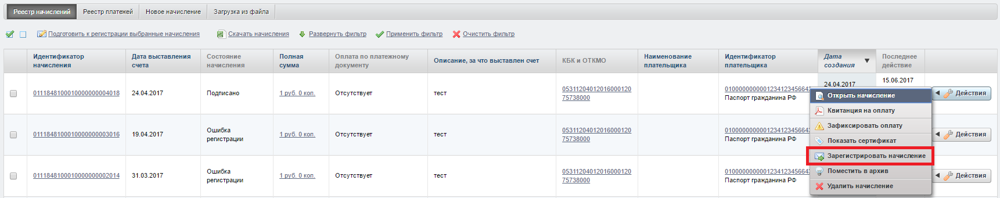 Реестр начислений Реестр платежей Новое начисление Загрузка из файла
Подготовить к регистрации выбранные начисления Скачать начисления Развернуть фильтр Применить фильтр Очистить фильтр
Идентификатор начисления Дата выставления счета Состояние начисления Полная сумма Оплата по платежному документу Описание, за что выставлен счет КБК и ОТКМО Наименование плательщика Идентификатор плательщика Дата создания Последнее действие
15.06.2017
0111848100010000000004018 24.04.2017 Подписано 1 руб. 0 коп. Отсутствует тест 05311204012016000120 75738000 010000000000123412345664 Паспорт гражданина РФ 24.04.2017 Действия
Открыть начисление
Квитанция на оплату
Зафиксировать оплату
Показать сертификат
Зарегистрировать начисление
Поместить в архив
Удалить начисление
0111848100010000000003016 19.04.2017 Ошибка регистрации 1 руб. 0 коп. Отсутствует тест 05311204012016000120 75738000 010000000000123412345664 Паспорт гражданина РФ Действия
0111848100010000000002014 31.03.2017 Ошибка регистрации 1 руб. 0 коп. Отсутствует тест 05311204012016000120 75738000 010000000000123412345664 Паспорт гражданина РФ Действия